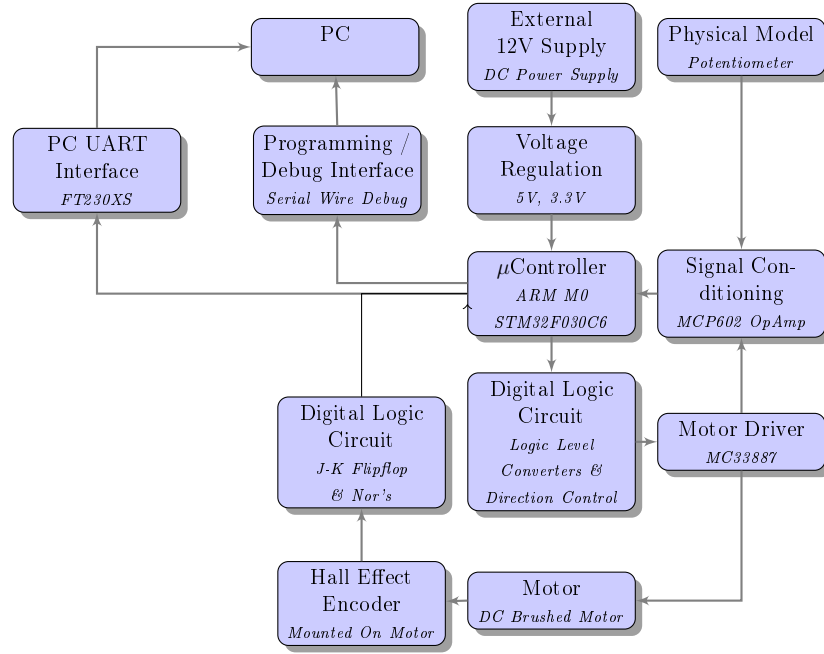 PC
External
12V Supply
DC Power Supply
Physical Model
Potentiometer
PC UART
Interface
FT230XS
Programming /
Debug Interface
Serial Wire Debug
Voltage
Regulation
5V, 3.3V
μController
ARM M0
STM32F030C6
Signal Con-
ditioning
MCP602 OpAmp
Digital Logic
Circuit
J-K Flipflop
& Nor's
Digital Logic
Circuit
Logic Level
Converters &
Direction Control
Motor Driver
MC33887
Hall Effect
Encoder
Mounted On Motor
Motor
DC Brushed Motor